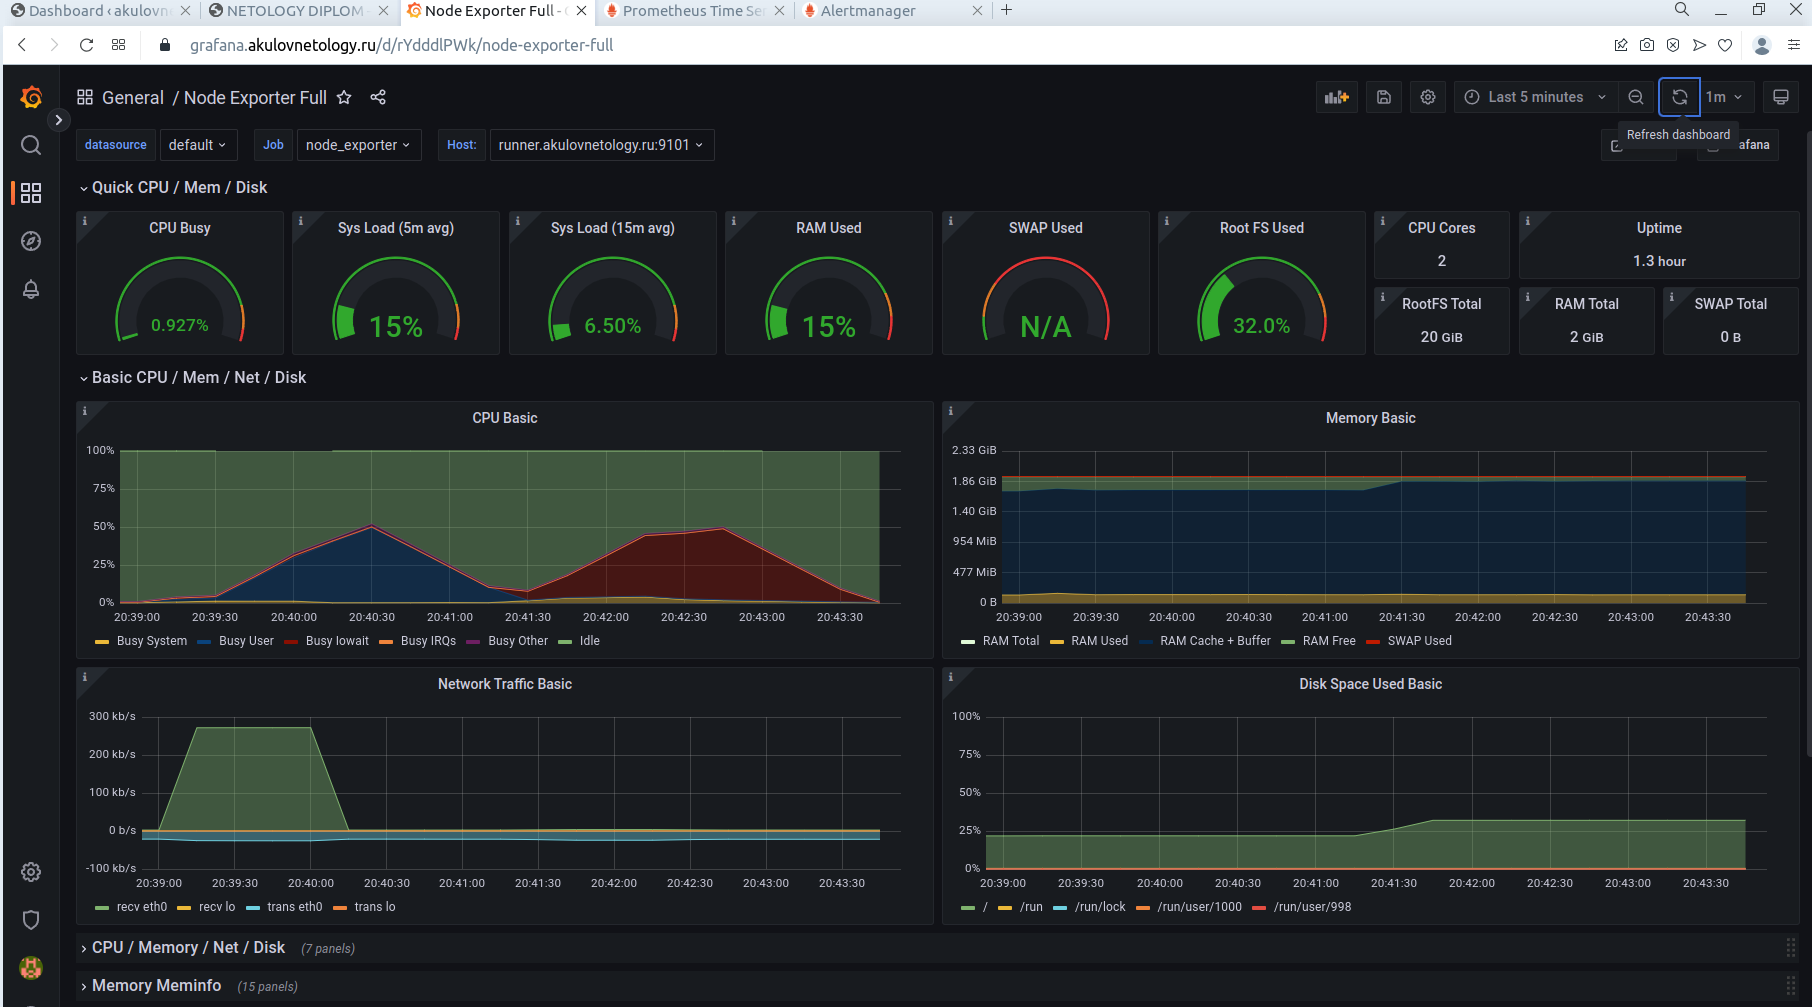 Dashboard ‹ akulovn
NETOLOGY DIPLOM
Node Exporter Full - G
Prometheus Time Ser
Alertmanager
grafana.akulovnetology.ru/d/rYdddlPWk/node-exporter-full
General / Node Exporter Full
Last 5 minutes
1m
Refresh dashboard
datasource default
Job node_exporter
Host: runner.akulovnetology.ru:9101
afana
Quick CPU / Mem / Disk
CPU Busy
0.927%
Sys Load (5m avg)
15%
Sys Load (15m avg)
6.50%
RAM Used
15%
SWAP Used
N/A
Root FS Used
32.0%
CPU Cores
2
Uptime
1.3 hour
RootFS Total
20 GiB
RAM Total
2 GiB
SWAP Total
0 B
Basic CPU / Mem / Net / Disk
CPU Basic
100%
75%
50%
25%
0%
20:39:00 20:39:30 20:40:00 20:40:30 20:41:00 20:41:30 20:42:00 20:42:30 20:43:00 20:43:30
Busy System Busy User Busy Iowait Busy IRQs Busy Other Idle
Memory Basic
2.33 GiB
1.86 GiB
1.40 GiB
954 MiB
477 MiB
0 B
20:39:00 20:39:30 20:40:00 20:40:30 20:41:00 20:41:30 20:42:00 20:42:30 20:43:00 20:43:30
RAM Total RAM Used RAM Cache + Buffer RAM Free SWAP Used
Network Traffic Basic
300 kb/s
200 kb/s
100 kb/s
0 b/s
-100 kb/s
20:39:00 20:39:30 20:40:00 20:40:30 20:41:00 20:41:30 20:42:00 20:42:30 20:43:00 20:43:30
recv eth0 recv lo trans eth0 trans lo
Disk Space Used Basic
100%
75%
50%
25%
0%
20:39:00 20:39:30 20:40:00 20:40:30 20:41:00 20:41:30 20:42:00 20:42:30 20:43:00 20:43:30
/ /run /run/lock /run/user/1000 /run/user/998
CPU / Memory / Net / Disk (7 panels)
Memory Meminfo (15 panels)